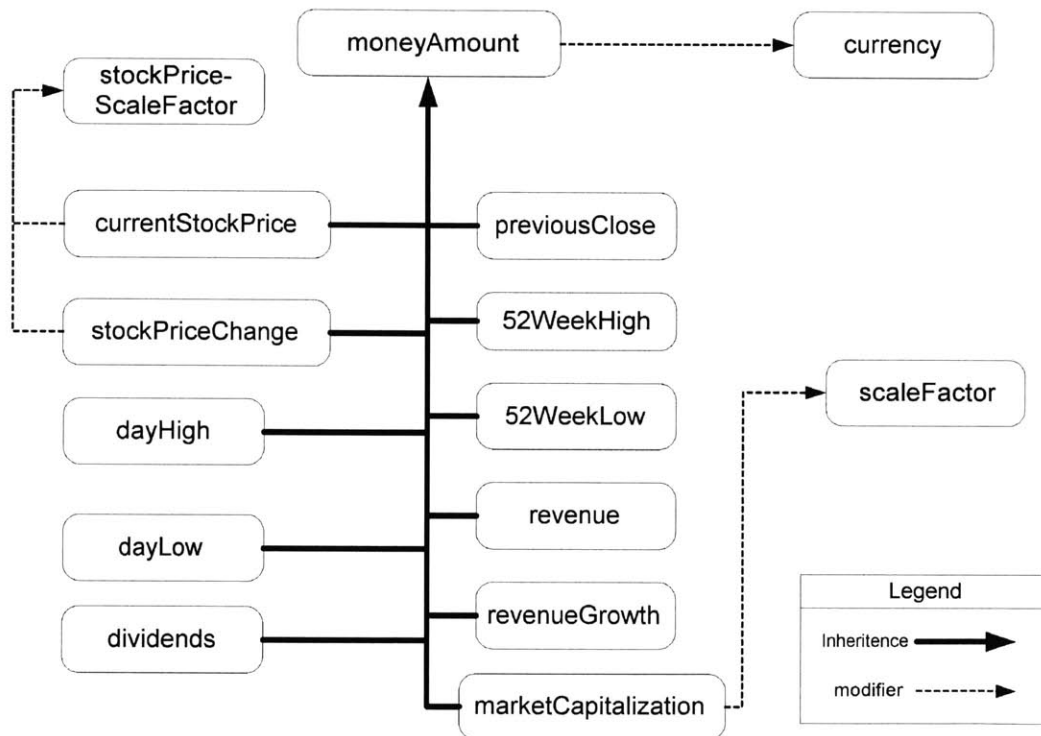 moneyAmount
currency
stockPrice-
ScaleFactor
currentStockPrice
previousClose
stockPriceChange
52WeekHigh
scaleFactor
dayHigh
52WeekLow
revenue
dayLow
revenueGrowth
dividends
marketCapitalization
Legend
Inheritence
modifier